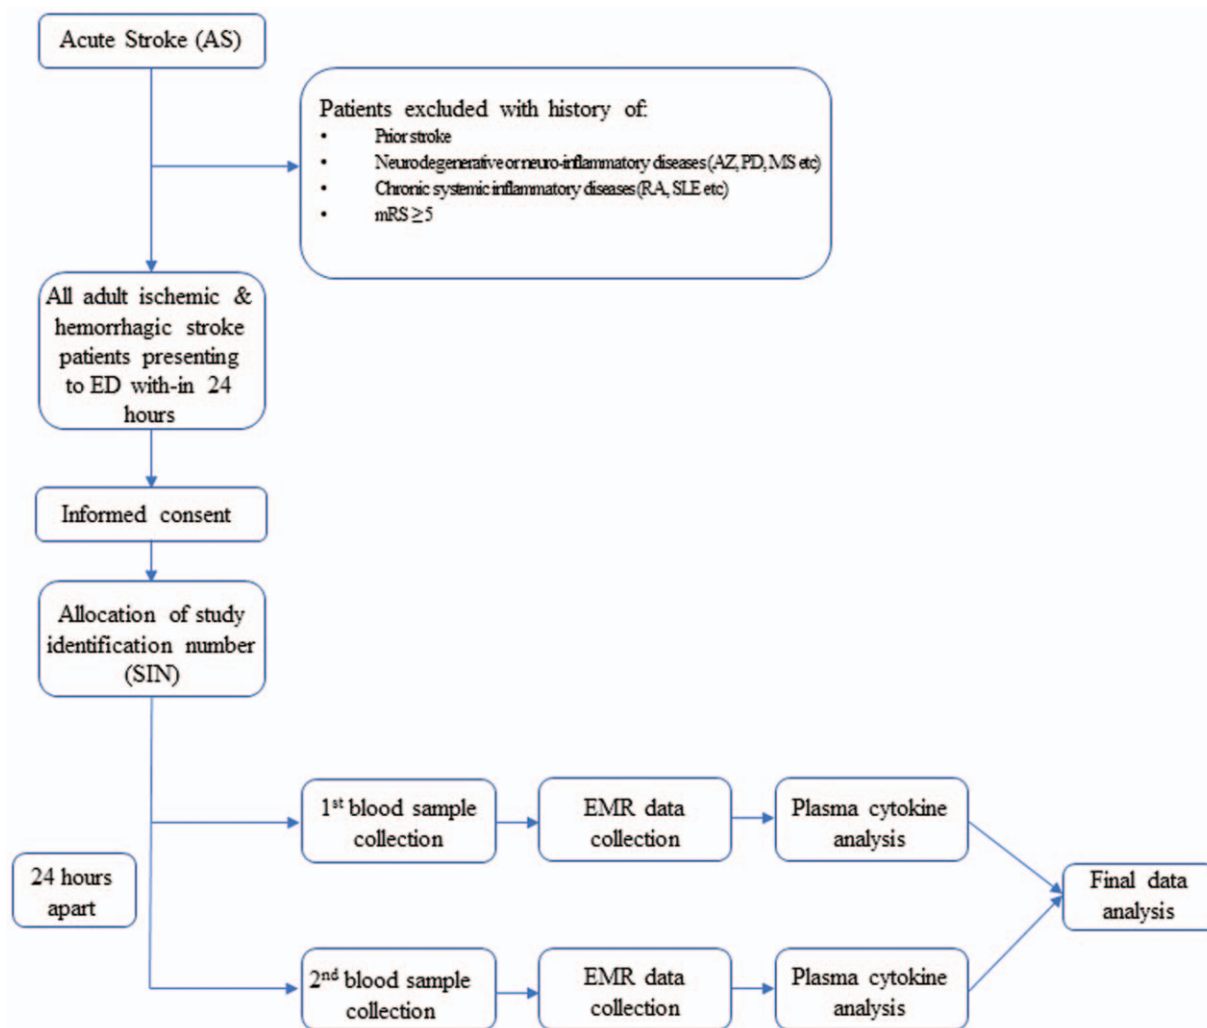 Acute Stroke (AS)
Patients excluded with history of:
• Prior stroke
• Neurodegenerative or neuro-inflammatory diseases (AZ, PD, MS etc)
• Chronic systemic inflammatory diseases (RA, SLE etc)
• mRS ≥ 5
All adult ischemic &
hemorrhagic stroke
patients presenting
to ED with-in 24
hours
Informed consent
Allocation of study
identification number
(SIN)
1st blood sample
collection
EMR data
collection
Plasma cytokine
analysis
24 hours
apart
Final data
analysis
2nd blood sample
collection
EMR data
collection
Plasma cytokine
analysis